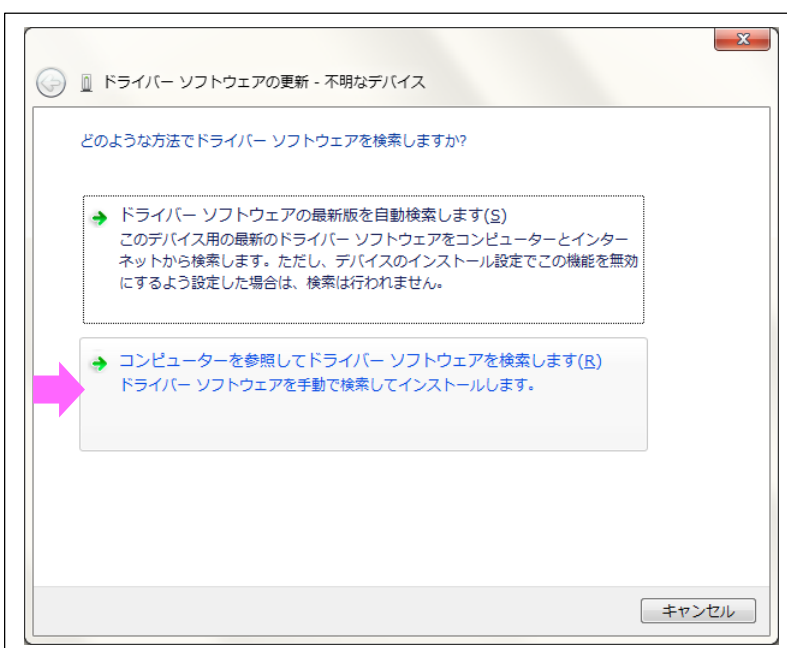 ドライバー ソフトウェアの更新 - 不明なデバイス
どのような方法でドライバー ソフトウェアを検索しますか?
ドライバー ソフトウェアの最新版を自動検索します(S)
このデバイス用の最新のドライバー ソフトウェアをコンピューターとインター
ネットから検索します。ただし、デバイスのインストール設定でこの機能を無効
にするよう設定した場合は、検索は行われません。
コンピューターを参照してドライバー ソフトウェアを検索します(R)
ドライバー ソフトウェアを手動で検索してインストールします。
キャンセル